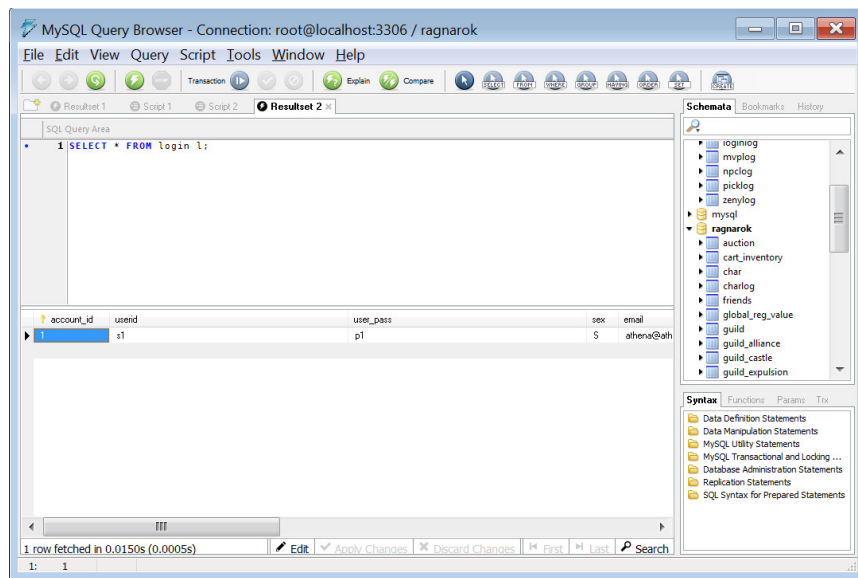 MySQL Query Browser - Connection: root@localhost:3306 / ragnarok
File Edit View Query Script Tools Window Help
Transaction Explain Compare SELECT FROM WHERE GROUP HAVING ORDER SET CREATE
Resultset 1 Script 1 Script 2 Resultset 2
SQL Query Area
1 SELECT * FROM login l;
account_id userid user_pass sex email
1 s1 p1 S athena@ath
1 row fetched in 0.0150s (0.0005s) Edit Apply Changes Discard Changes First Last Search
1: 1
Schemata Bookmarks History
loginlog
mvplog
npclog
picklog
zenylog
mysql
ragnarok
auction
cart_inventory
char
charlog
friends
global_reg_value
guild
guild_alliance
guild_castle
guild_expulsion
Syntax Functions Params Trx
Data Definition Statements
Data Manipulation Statements
MySQL Utility Statements
MySQL Transactional and Locking ...
Database Administration Statements
Replication Statements
SQL Syntax for Prepared Statements